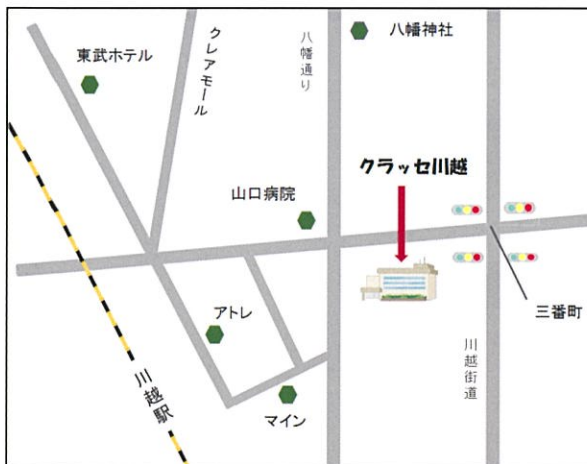 八幡神社
東武ホテル
クレアモール
八幡通り
クラッセ川越
山口病院
アトレ
三番町
川越駅
マイン
川越街道